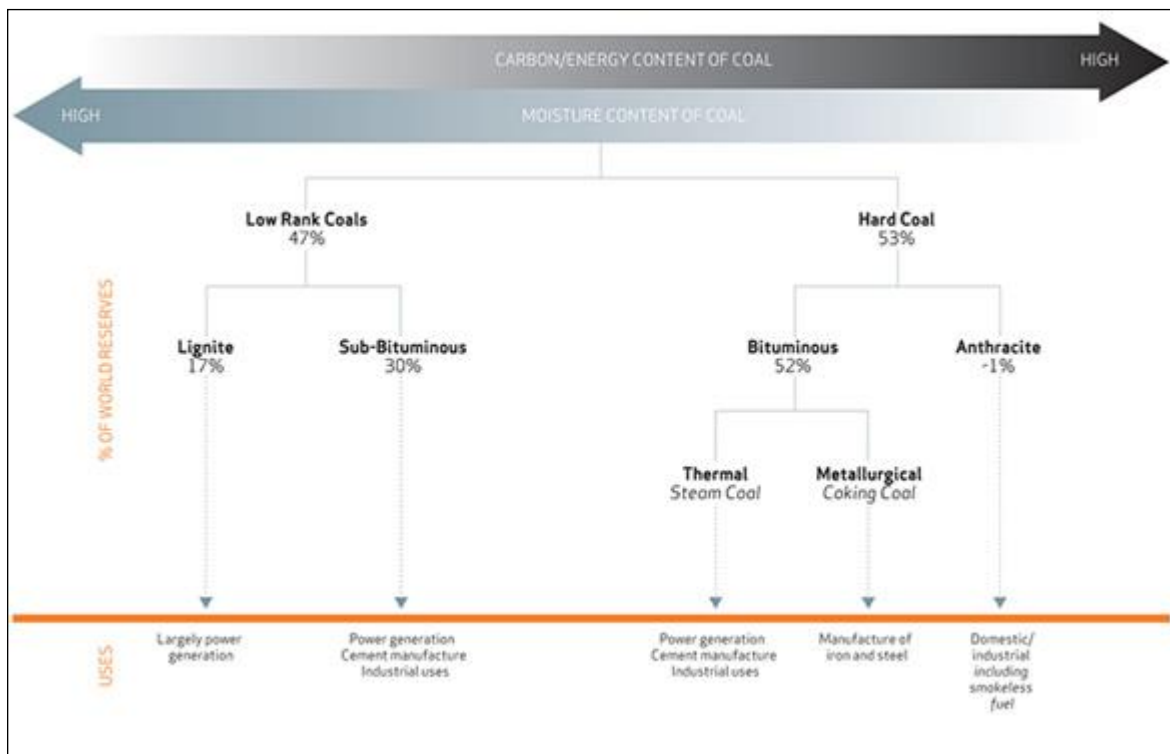 CARBON/ENERGY CONTENT OF COAL
HIGH
HIGH
MOISTURE CONTENT OF COAL
Low Rank Coals
47%
Hard Coal
53%
% OF WORLD RESERVES
Lignite
17%
Sub-Bituminous
30%
Bituminous
52%
Anthracite
~1%
Thermal
Steam Coal
Metallurgical
Coking Coal
USES
Largely power
generation
Power generation
Cement manufacture
Industrial uses
Power generation
Cement manufacture
Industrial uses
Manufacture of
iron and steel
Domestic/
industrial
including
smokeless
fuel